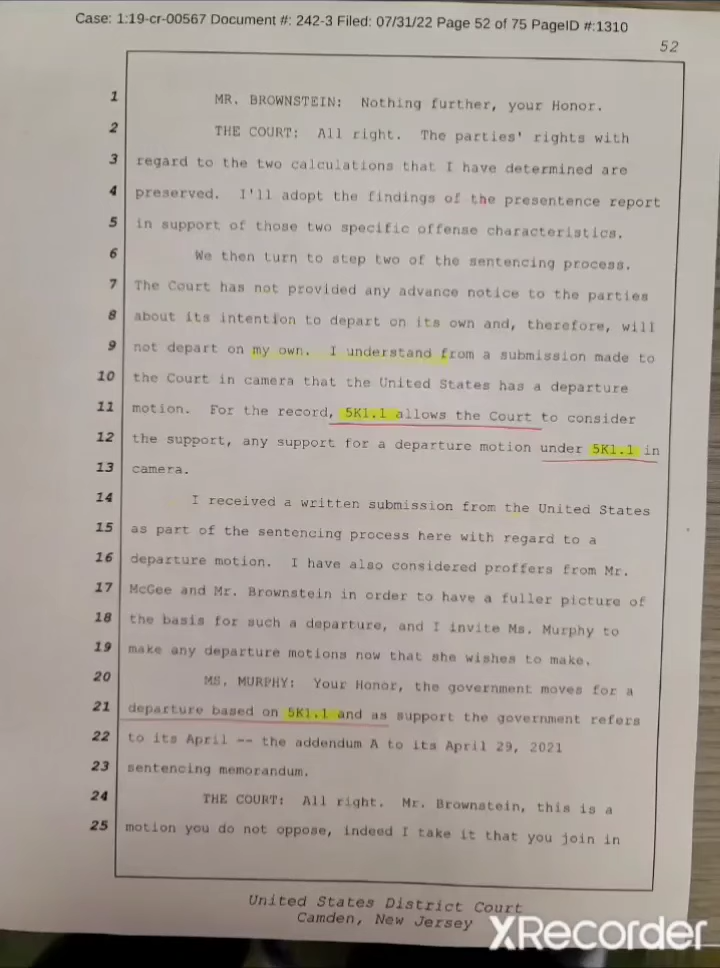 Case: 1:19-cr-00567 Document #: 242-3 Filed: 07/31/22 Page 52 of 75 PageID #:1310
52
1 MR. BROWNSTEIN: Nothing further, your Honor.
2 THE COURT: All right. The parties' rights with
3 regard to the two calculations that I have determined are
4 preserved. I'll adopt the findings of the presentence report
5 in support of those two specific offense characteristics.
6 We then turn to step two of the sentencing process.
7 The Court has not provided any advance notice to the parties
8 about its intention to depart on its own and, therefore, will
9 not depart on my own. I understand from a submission made to
10 the Court in camera that the United States has a departure
11 motion. For the record, 5K1.1 allows the Court to consider
12 the support, any support for a departure motion under 5K1.1 in
13 camera.
14 I received a written submission from the United States
15 as part of the sentencing process here with regard to a
16 departure motion. I have also considered proffers from Mr.
17 McGee and Mr. Brownstein in order to have a fuller picture of
18 the basis for such a departure, and I invite Ms. Murphy to
19 make any departure motions now that she wishes to make.
20 MS. MURPHY: Your Honor, the government moves for a
21 departure based on 5K1.1 and as support the government refers
22 to its April -- the addendum A to its April 29, 2021
23 sentencing memorandum.
24 THE COURT: All right. Mr. Brownstein, this is a
25 motion you do not oppose, indeed I take it that you join in
United States District Court
Camden, New Jersey
XRecorder